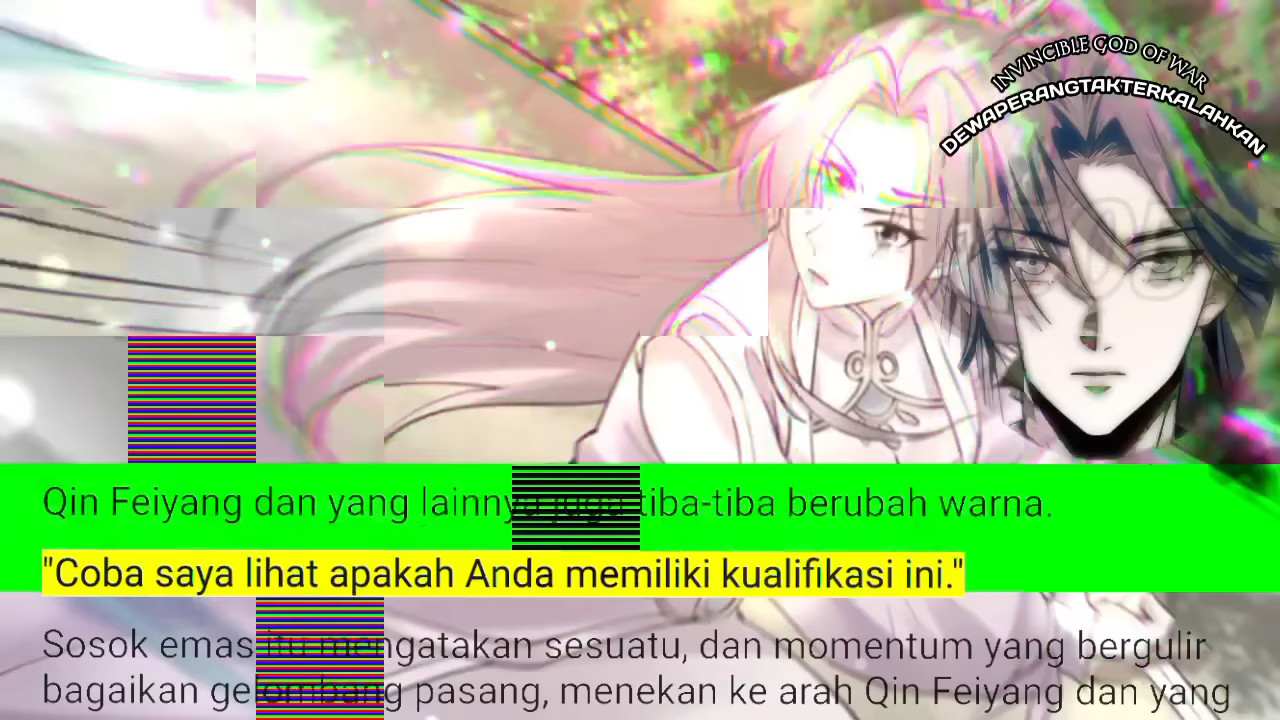 INVINCIBLE GOD OF WAR
DEWAPERANGTAKTERKALAHKAN
Qin Feiyang dan yang lainnya juga tiba-tiba berubah warna.
"Coba saya lihat apakah Anda memiliki kualifikasi ini."
Sosok emas itu mengatakan sesuatu, dan momentum yang bergulir
bagaikan gelombang pasang, menekan ke arah Qin Feiyang dan yang